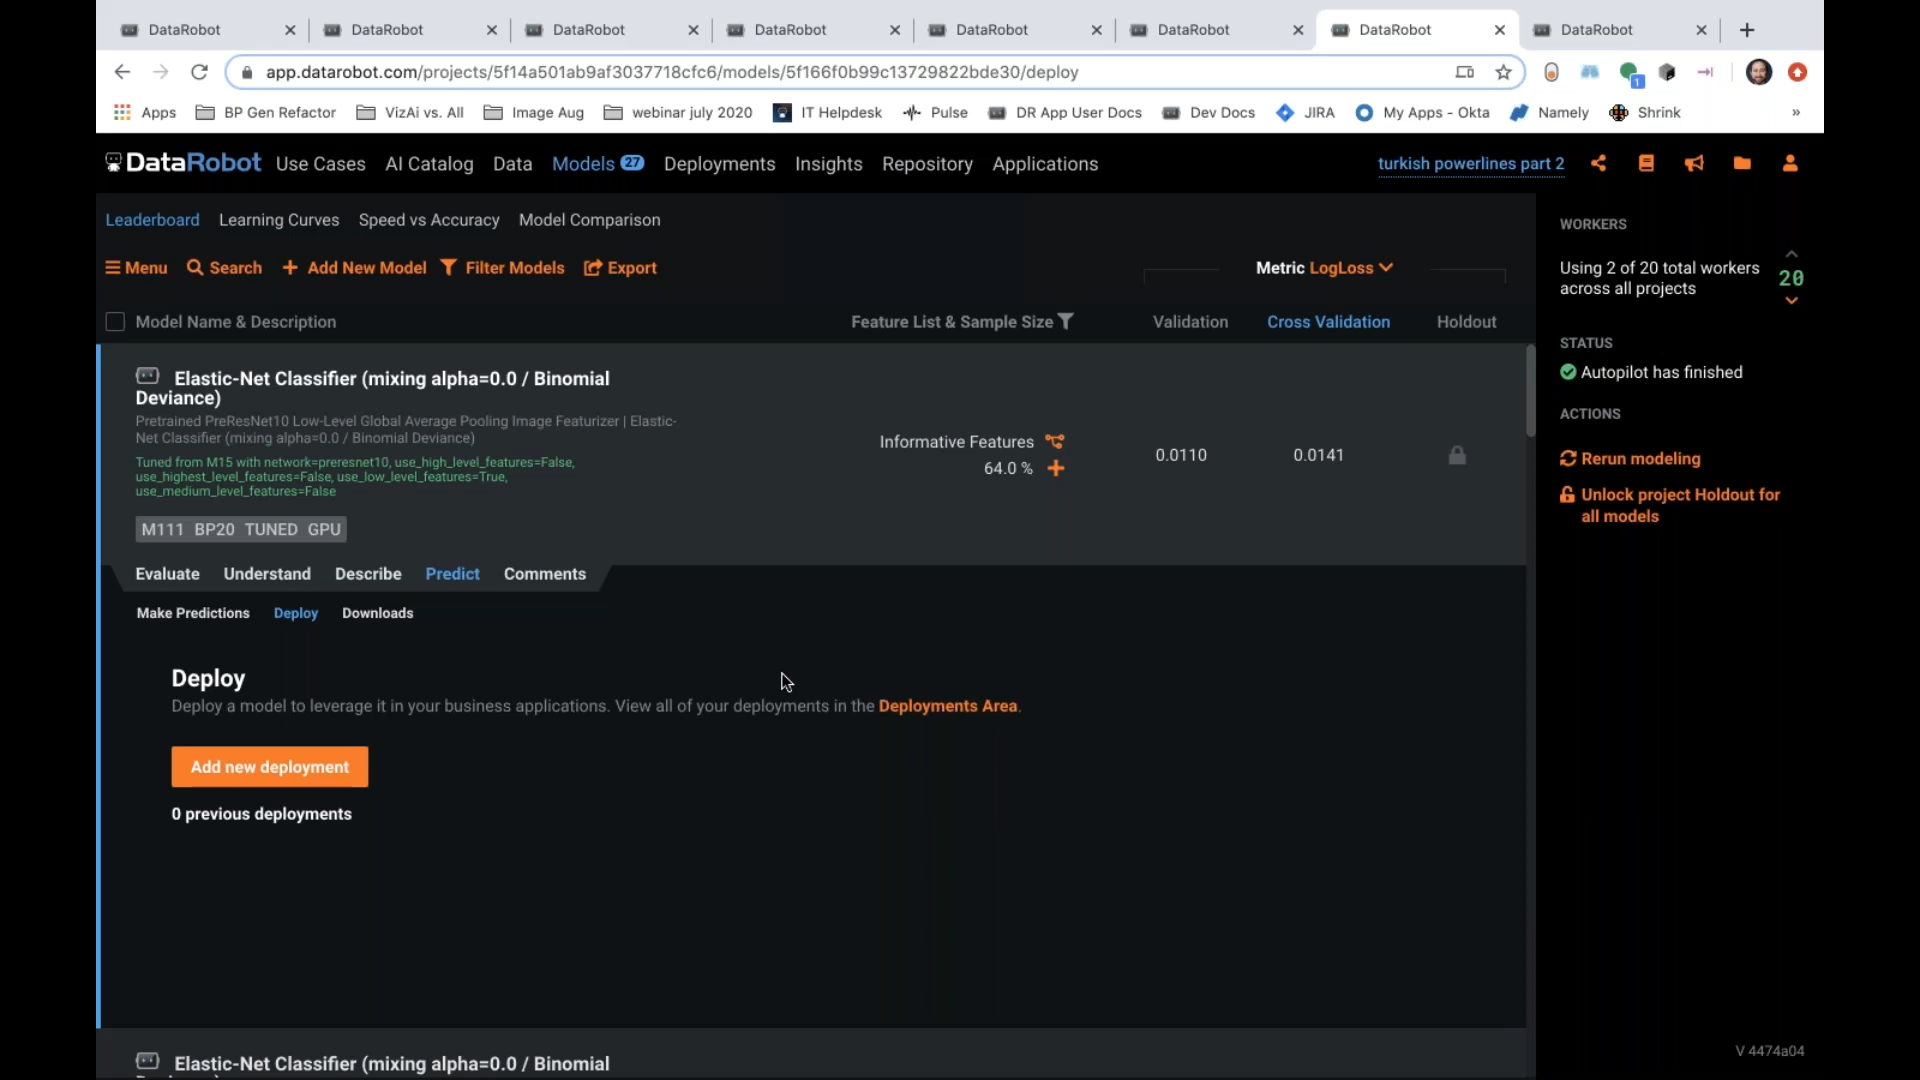 DataRobot DataRobot DataRobot DataRobot DataRobot DataRobot DataRobot DataRobot
app.datarobot.com/projects/5f14a501ab9af3037718cfc6/models/5f166f0b99c13729822bde30/deploy
1
Apps BP Gen Refactor VizAi vs. All Image Aug webinar july 2020 IT Helpdesk Pulse DR App User Docs Dev Docs JIRA My Apps - Okta Namely Shrink »
DataRobot Use Cases AI Catalog Data Models 27 Deployments Insights Repository Applications turkish powerlines part 2
Leaderboard Learning Curves Speed vs Accuracy Model Comparison
Menu Search Add New Model Filter Models Export Metric LogLoss
Model Name & Description Feature List & Sample Size Validation Cross Validation Holdout
Elastic-Net Classifier (mixing alpha=0.0 / Binomial
Deviance)
Pretrained PreResNet10 Low-Level Global Average Pooling Image Featurizer | Elastic-
Net Classifier (mixing alpha=0.0 / Binomial Deviance)
Tuned from M15 with network=preresnet10, use_high_level_features=False,
use_highest_level_features=False, use_low_level_features=True,
use_medium_level_features=False
M111 BP20 TUNED GPU
Informative Features
64.0 %
0.0110 0.0141
Evaluate Understand Describe Predict Comments
Make Predictions Deploy Downloads
Deploy
Deploy a model to leverage it in your business applications. View all of your deployments in the Deployments Area.
Add new deployment
0 previous deployments
Elastic-Net Classifier (mixing alpha=0.0 / Binomial
WORKERS
Using 2 of 20 total workers
across all projects
20
STATUS
Autopilot has finished
ACTIONS
Rerun modeling
Unlock project Holdout for
all models
V 4474a04